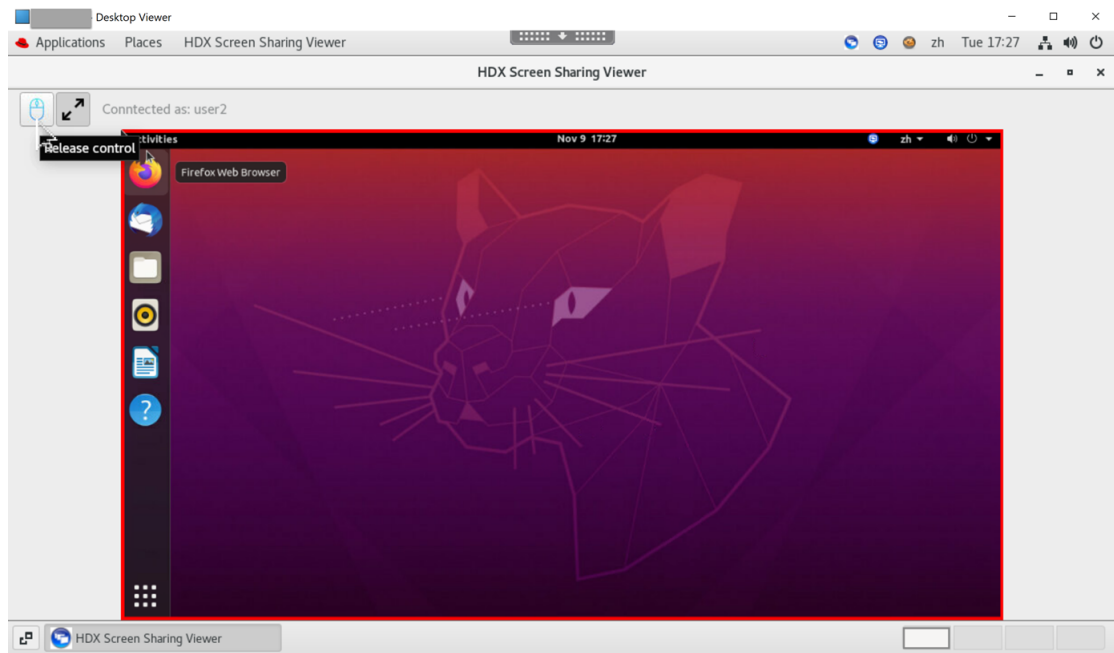 Desktop Viewer
Applications Places HDX Screen Sharing Viewer zh Tue 17:27
HDX Screen Sharing Viewer
Conntected as: user2
Release control
tivities Nov 9 17:27 zh
Firefox Web Browser
?
HDX Screen Sharing Viewer